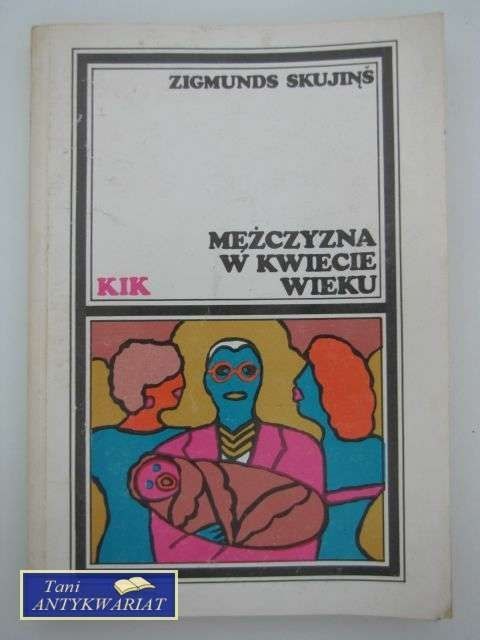 ZIGMUNDS SKUJIŅŠ
MĘŻCZYZNA
W KWIECIE
WIEKU
KIK
Tani
ANTYKWARIAT